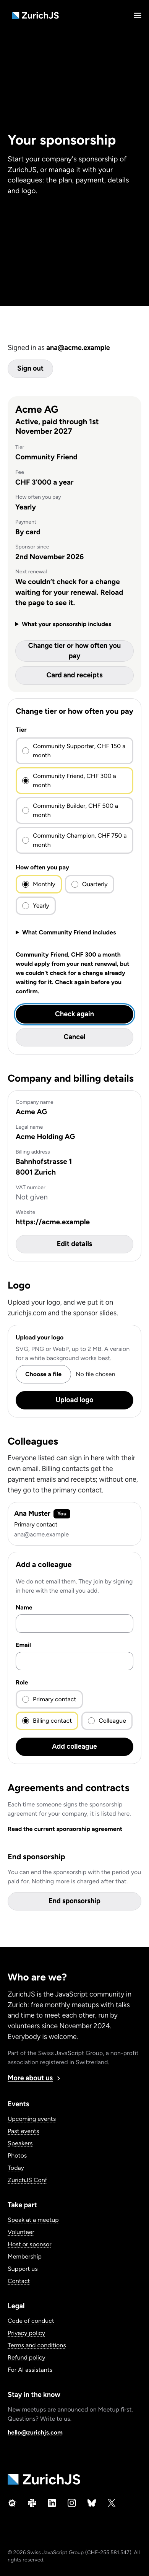 ZurichJS
Your sponsorship
Start your company's sponsorship of
ZurichJS, or manage it with your
colleagues: the plan, payment, details
and logo.
Signed in as ana@acme.example
Sign out
Acme AG
Active, paid through 1st
November 2027
Tier
Community Friend
Fee
CHF 3'000 a year
How often you pay
Yearly
Payment
By card
Sponsor since
2nd November 2026
Next renewal
We couldn't check for a change
waiting for your renewal. Reload
the page to see it.
What your sponsorship includes
Change tier or how often you
pay
Card and receipts
Change tier or how often you pay
Tier
Community Supporter, CHF 150 a
month
Community Friend, CHF 300 a
month
Community Builder, CHF 500 a
month
Community Champion, CHF 750 a
month
How often you pay
Monthly
Quarterly
Yearly
What Community Friend includes
Community Friend, CHF 300 a month
would apply from your next renewal, but
we couldn't check for a change already
waiting for it. Check again before you
confirm.
Check again
Cancel
Company and billing details
Company name
Acme AG
Legal name
Acme Holding AG
Billing address
Bahnhofstrasse 1
8001 Zurich
VAT number
Not given
Website
https://acme.example
Edit details
Logo
Upload your logo, and we put it on
zurichjs.com and the sponsor slides.
Upload your logo
SVG, PNG or WebP, up to 2 MB. A version
for a white background works best.
Choose a file
No file chosen
Upload logo
Colleagues
Everyone listed can sign in here with their
own email. Billing contacts get the
payment emails and receipts; without one,
they go to the primary contact.
Ana Muster You
Primary contact
ana@acme.example
Add a colleague
We do not email them. They join by signing
in here with the email you add.
Name
Email
Role
Primary contact
Billing contact
Colleague
Add colleague
Agreements and contracts
Each time someone signs the sponsorship
agreement for your company, it is listed here.
Read the current sponsorship agreement
End sponsorship
You can end the sponsorship with the period you
paid for. Nothing more is charged after that.
End sponsorship
Who are we?
ZurichJS is the JavaScript community in
Zurich: free monthly meetups with talks
and time to meet each other, run by
volunteers since November 2024.
Everybody is welcome.
Part of the Swiss JavaScript Group, a non-profit
association registered in Switzerland.
More about us
Events
Upcoming events
Past events
Speakers
Photos
Today
ZurichJS Conf
Take part
Speak at a meetup
Volunteer
Host or sponsor
Membership
Support us
Contact
Legal
Code of conduct
Privacy policy
Terms and conditions
Refund policy
For AI assistants
Stay in the know
New meetups are announced on Meetup first.
Questions? Write to us.
hello@zurichjs.com
ZurichJS
© 2026 Swiss JavaScript Group (CHE-255.581.547). All
rights reserved.